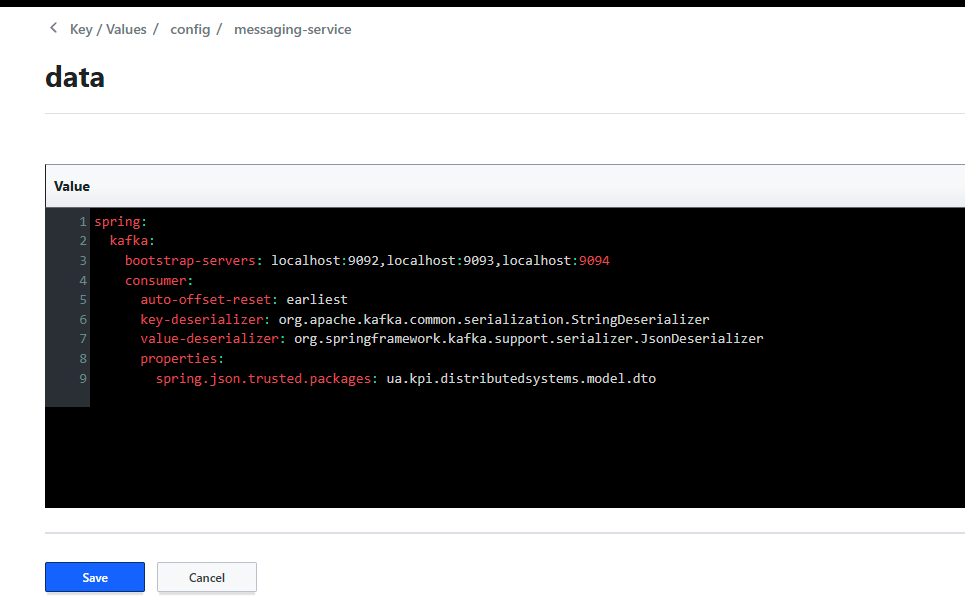 Key / Values / config / messaging-service
data
Value
1 spring:
2   kafka:
3     bootstrap-servers: localhost:9092,localhost:9093,localhost:9094
4     consumer:
5       auto-offset-reset: earliest
6       key-deserializer: org.apache.kafka.common.serialization.StringDeserializer
7       value-deserializer: org.springframework.kafka.support.serializer.JsonDeserializer
8       properties:
9         spring.json.trusted.packages: ua.kpi.distributedsystems.model.dto
Save Cancel